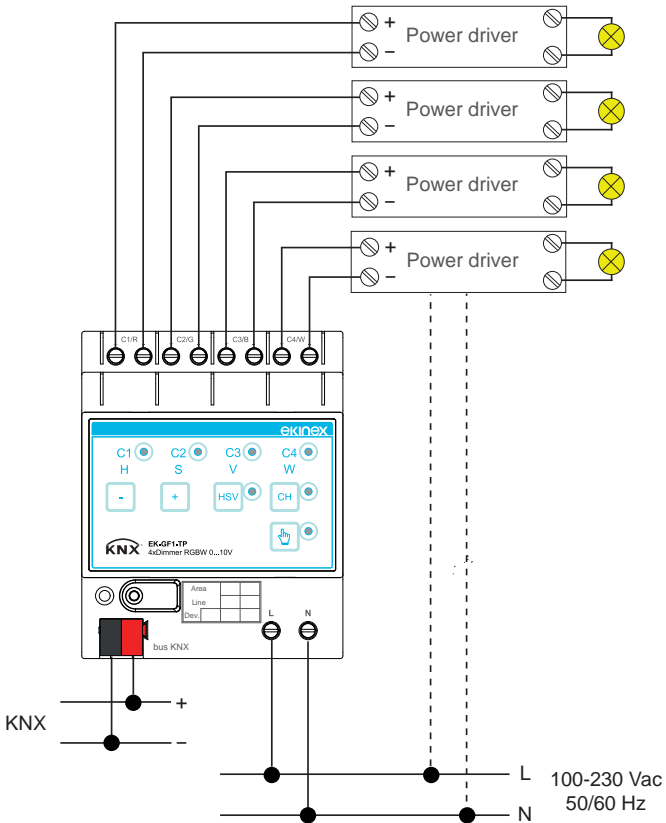 +
Power driver
−
+
Power driver
−
+
Power driver
−
+
Power driver
−
C1/R C2/G C3/B C4/W
ekinex
C1 C2 C3 C4
H S V W
- + HSV CH
KNX
EK-GF1-TP
4xDimmer RGBW 0...10V
Area
Line
Dev.
L N
bus KNX
+
KNX
−
L
100-230 Vac
50/60 Hz
N